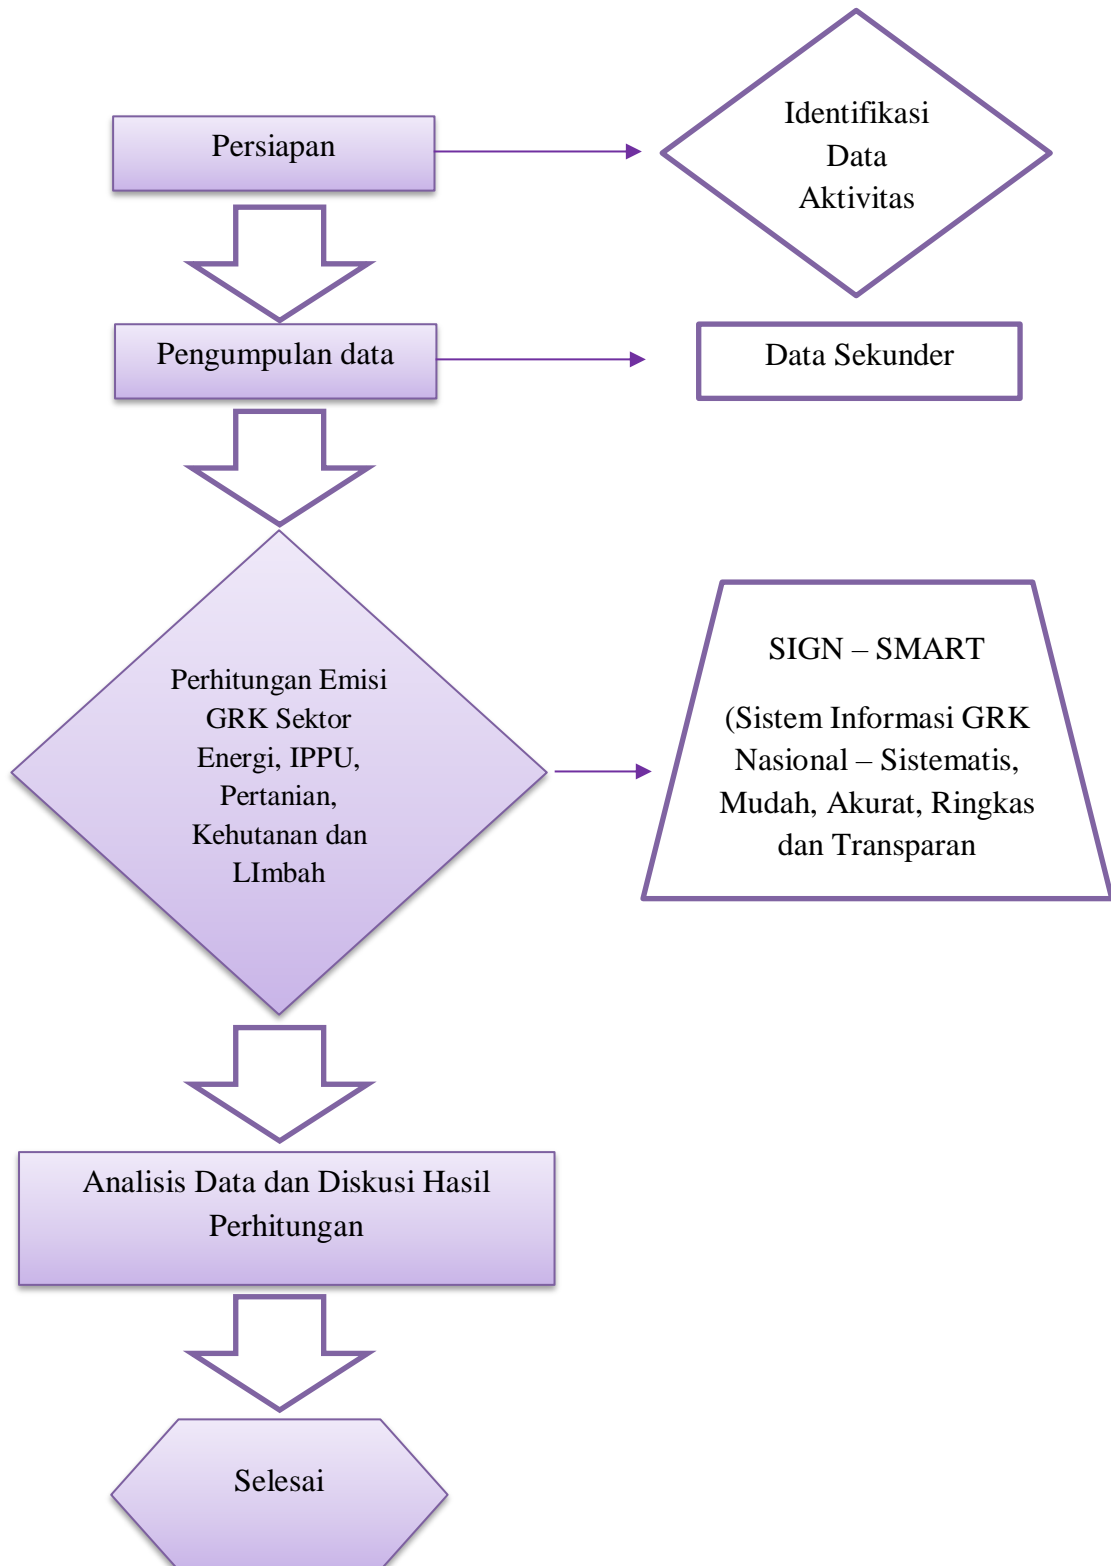 Persiapan
Identifikasi
Data
Aktivitas
Pengumpulan data
Data Sekunder
Perhitungan Emisi
GRK Sektor
Energi, IPPU,
Pertanian,
Kehutanan dan
LImbah
SIGN – SMART
(Sistem Informasi GRK
Nasional – Sistematis,
Mudah, Akurat, Ringkas
dan Transparan
Analisis Data dan Diskusi Hasil
Perhitungan
Selesai